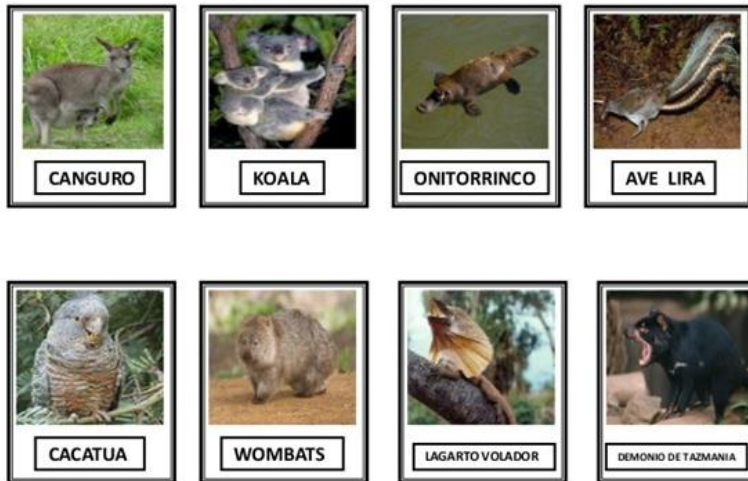 CANGURO
KOALA
ONITORRINCO
AVE LIRA
CACATUA
WOMBATS
LAGARTO VOLADOR
DEMONIO DE TAZMANIA